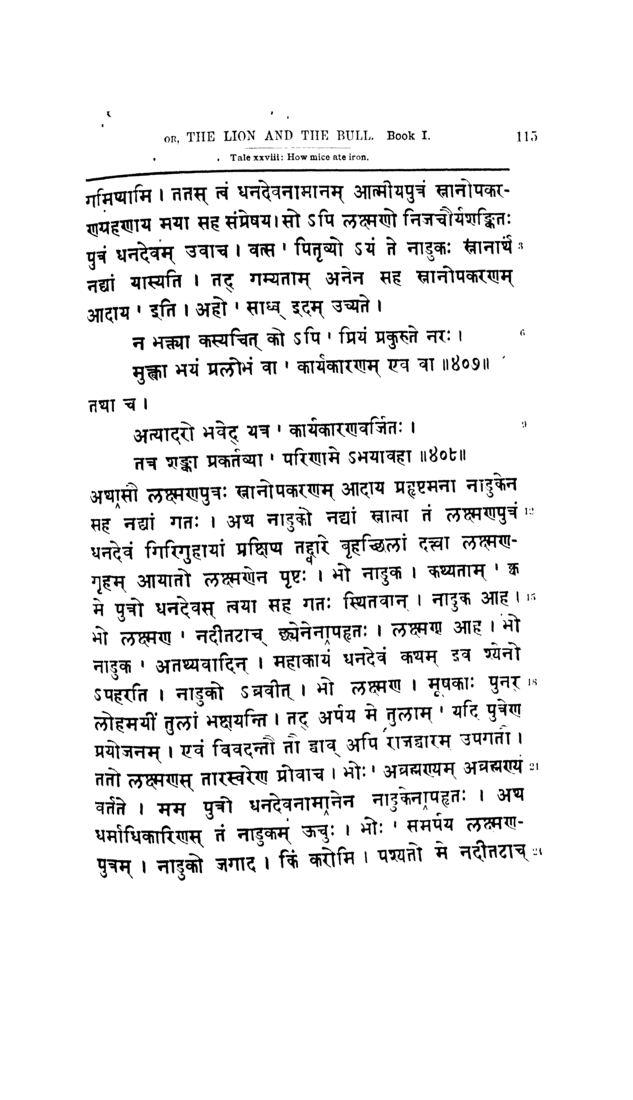 OR, THE LION AND THE BULL. Book I. 115
Tale xxviii: How mice ate iron.
गमिष्यामि । ततस् त्वं धनदेवनामानम् आत्मीयपुत्रं स्नानोपकर-
णग्रहणाय मया सह संप्रेषय। सो ऽपि लक्ष्मणो निजचौर्यशङ्कितः
पुत्रं धनदेवम् उवाच । वत्स ' पितृव्यो ऽयं ते नाडुकः स्नानार्थं 3
नद्यां यास्यति । तद् गम्यताम् अनेन सह स्नानोपकरणम्
आदाय ' इति । अहो ' साध्व् इदम् उच्यते ।
न भक्त्या कस्यचित् को ऽपि ' प्रियं प्रकुरुते नरः । 6
मुक्त्वा भयं प्रलोभं वा ' कार्यकारणम् एव वा ॥४०७॥
तथा च ।
अत्यादरो भवेद् यत्र ' कार्यकारणवर्जितः । 9
तत्र शङ्का प्रकर्तव्या ' परिणामे ऽभयावहा ॥४०८॥
अथासौ लक्ष्मणपुत्रः स्नानोपकरणम् आदाय प्रहृष्टमना नाडुकेन
सह नद्यां गतः । अथ नाडुको नद्यां स्नात्वा तं लक्ष्मणपुत्रं 12
धनदेवं गिरिगुहायां प्रक्षिप्य तद्द्वारे बृहच्छिलां दत्त्वा लक्ष्मण-
गृहम् आयातो लक्ष्मणेन पृष्टः । भो नाडुक । कथ्यताम् ' क्व
मे पुत्रो धनदेवस् त्वया सह गतः स्थितवान् । नाडुक आह । 15
भो लक्ष्मण ' नदीतटाच् छ्येनेनापहृतः । लक्ष्मण आह । भो
नाडुक ' अतथ्यवादिन् । महाकायं धनदेवं कथम् इव श्येनो
ऽपहरति । नाडुको ऽब्रवीत् । भो लक्ष्मण । मूषकाः पुनर् 18
लोहमयीं तुलां भक्षयन्ति । तद् अर्पय मे तुलाम् ' यदि पुत्रेण
प्रयोजनम् । एवं विवदन्तौ तौ द्वाव् अपि राजद्वारम् उपगतौ ।
ततो लक्ष्मणस् तारस्वरेण प्रोवाच । भोः ' अब्रह्मण्यम् अब्रह्मण्यं 21
वर्तते । मम पुत्रो धनदेवनामानेन नाडुकेनापहृतः । अथ
धर्माधिकारिणस् तं नाडुकम् ऊचुः । भोः ' समर्पय लक्ष्मण-
पुत्रम् । नाडुको जगाद । किं करोमि । पश्यतो मे नदीतटाच् 24